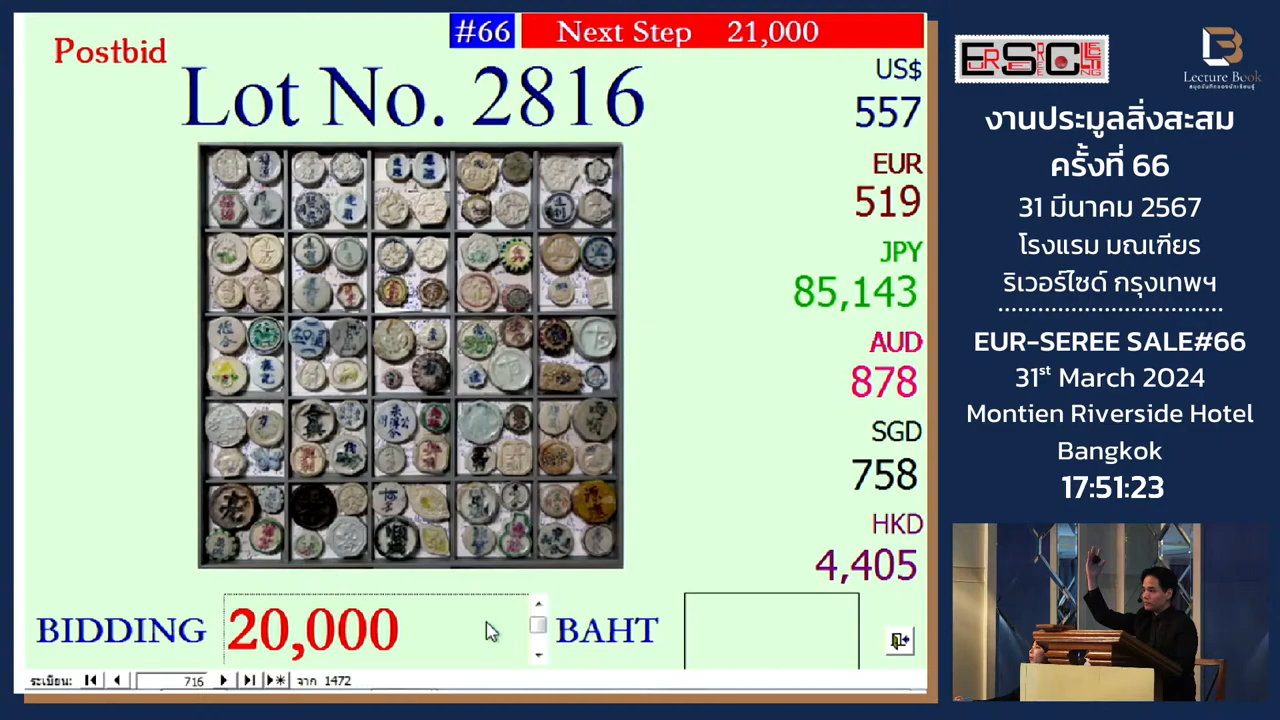 Postbid
#66
Next Step 21,000
Lot No. 2816
US$
557
EUR
519
JPY
85,143
AUD
878
SGD
758
HKD
4,405
BIDDING 20,000 BAHT
ระเบียน: 716 จาก 1472
Lecture Book
งานประมูลสิ่งสะสม
ครั้งที่ 66
31 มีนาคม 2567
โรงแรม มณเฑียร
ริเวอร์ไซด์ กรุงเทพฯ
EUR-SEREE SALE#66
31st March 2024
Montien Riverside Hotel
Bangkok
17:51:23